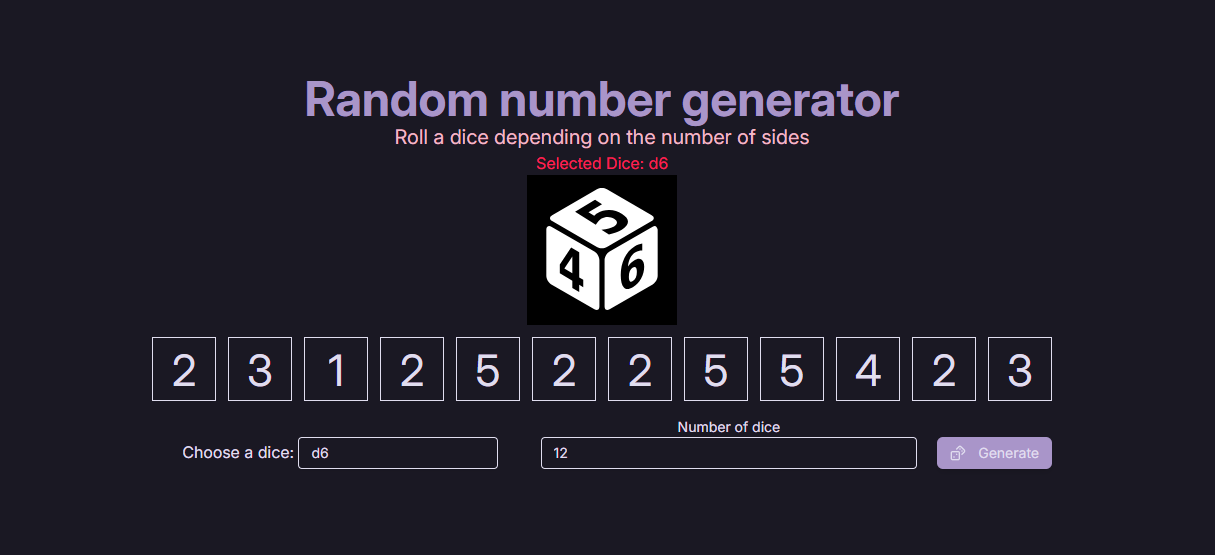 Random number generator
Roll a dice depending on the number of sides
Selected Dice: d6
5
4 6
2 3 1 2 5 2 2 5 5 4 2 3
Number of dice
Choose a dice: d6 12 Generate